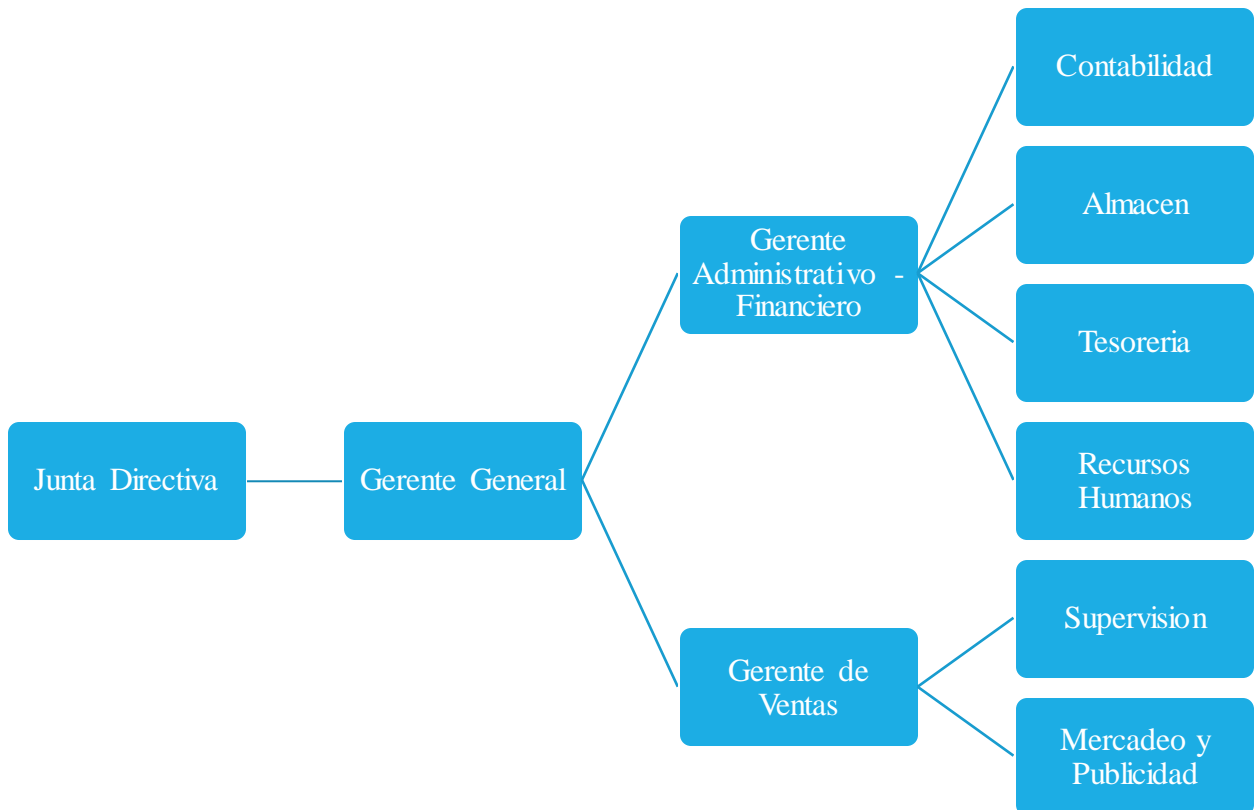 Junta Directiva
Gerente General
Gerente
Administrativo -
Financiero
Contabilidad
Almacen
Tesoreria
Recursos
Humanos
Gerente de
Ventas
Supervision
Mercadeo y
Publicidad